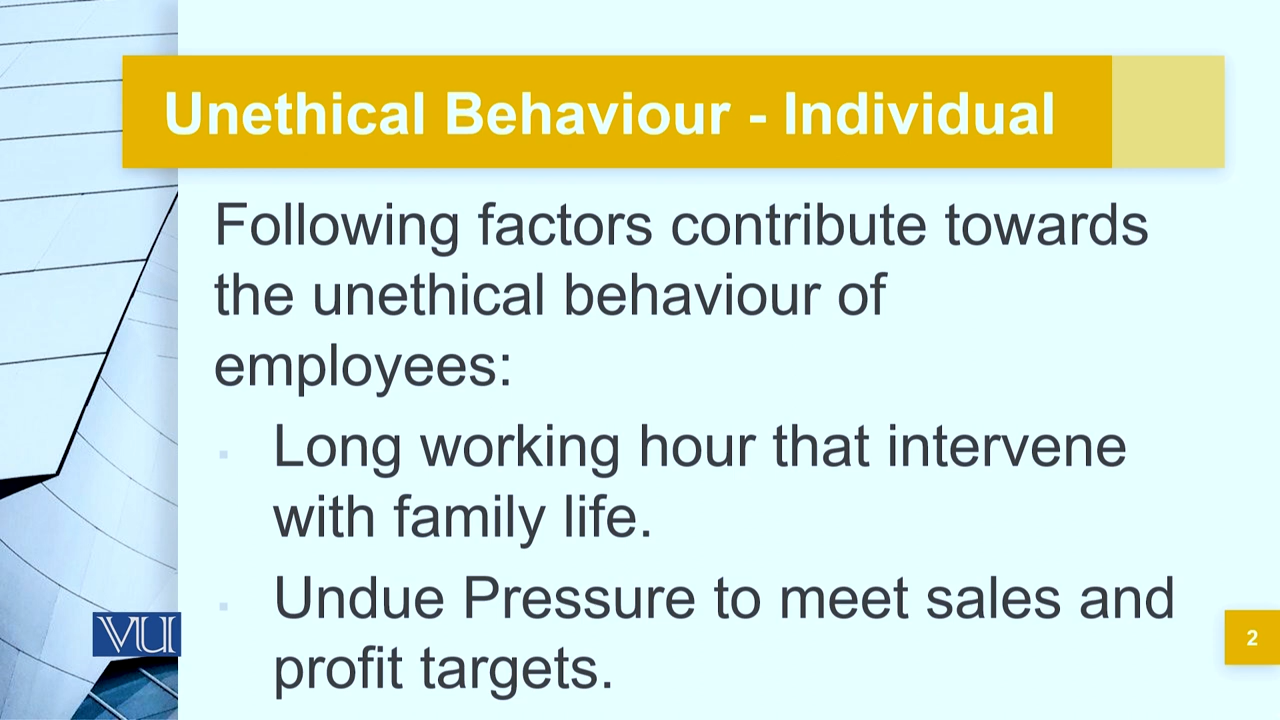 Unethical Behaviour - Individual
Following factors contribute towards
the unethical behaviour of
employees:
▪ Long working hour that intervene
with family life.
▪ Undue Pressure to meet sales and
profit targets.
VU
2